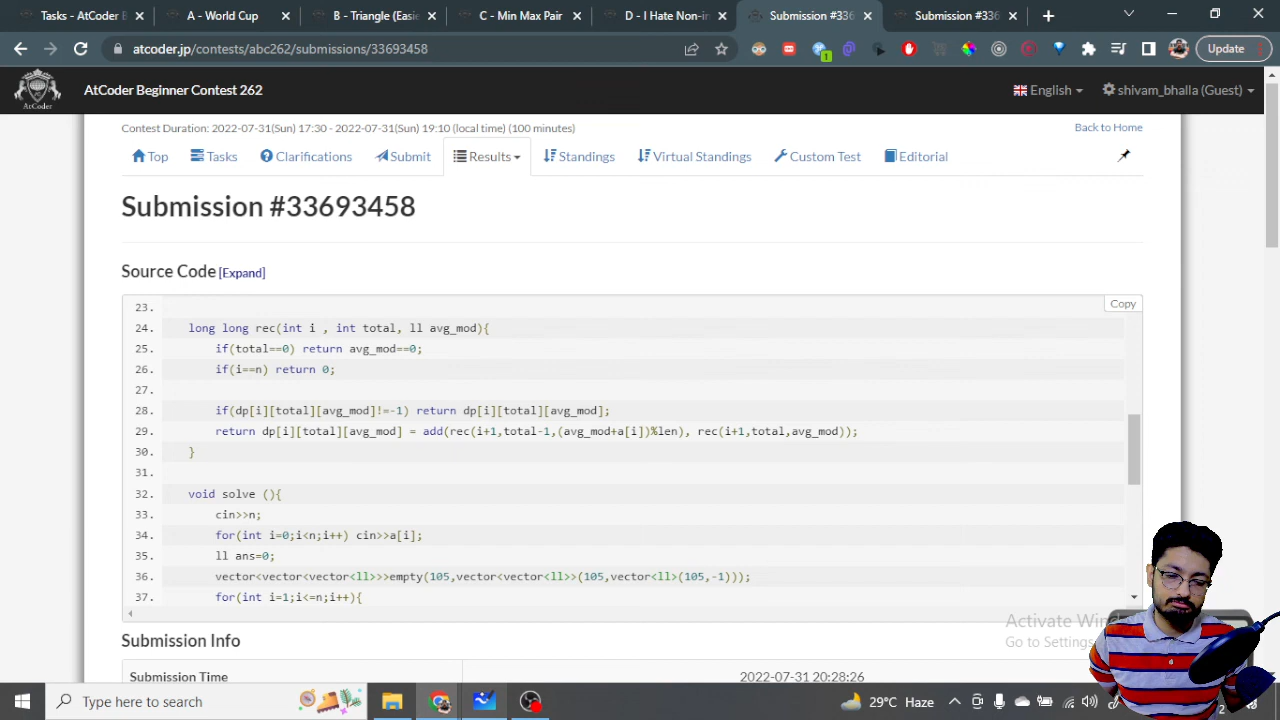 Tasks - AtCoder B
A - World Cup
B - Triangle (Easie
C - Min Max Pair
D - I Hate Non-in
Submission #336
Submission #336
atcoder.jp/contests/abc262/submissions/33693458
1
Update
AtCoder
AtCoder Beginner Contest 262
English
shivam_bhalla (Guest)
Contest Duration: 2022-07-31(Sun) 17:30 - 2022-07-31(Sun) 19:10 (local time) (100 minutes)
Back to Home
Top
Tasks
Clarifications
Submit
Results
Standings
Virtual Standings
Custom Test
Editorial
Submission #33693458
Source Code [Expand]
Copy
23.
24. long long rec(int i , int total, ll avg_mod){
25. if(total==0) return avg_mod==0;
26. if(i==n) return 0;
27.
28. if(dp[i][total][avg_mod]!=-1) return dp[i][total][avg_mod];
29. return dp[i][total][avg_mod] = add(rec(i+1,total-1,(avg_mod+a[i])%len), rec(i+1,total,avg_mod));
30. }
31.
32. void solve (){
33. cin>>n;
34. for(int i=0;i<n;i++) cin>>a[i];
35. ll ans=0;
36. vector<vector<vector<ll>>>empty(105,vector<vector<ll>>(105,vector<ll>(105,-1)));
37. for(int i=1;i<=n;i++){
Activate Win
Go to Settings
Submission Info
Submission Time
2022-07-31 20:28:26
Type here to search
29°C Haze
2